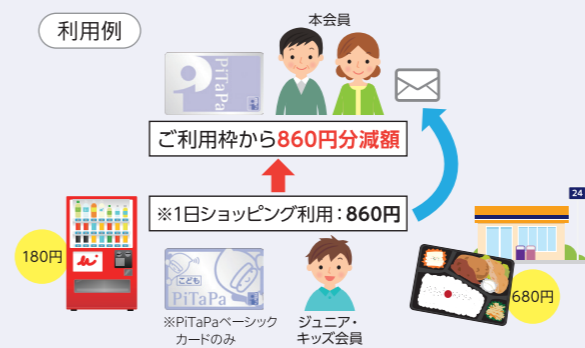 利用例
本会員
PiTaPa
ご利用枠から860円分減額
※1日ショッピング利用：860円
24
180円
680円
こども
PiTaPa
※PiTaPaベーシック
カードのみ
ジュニア・
キッズ会員